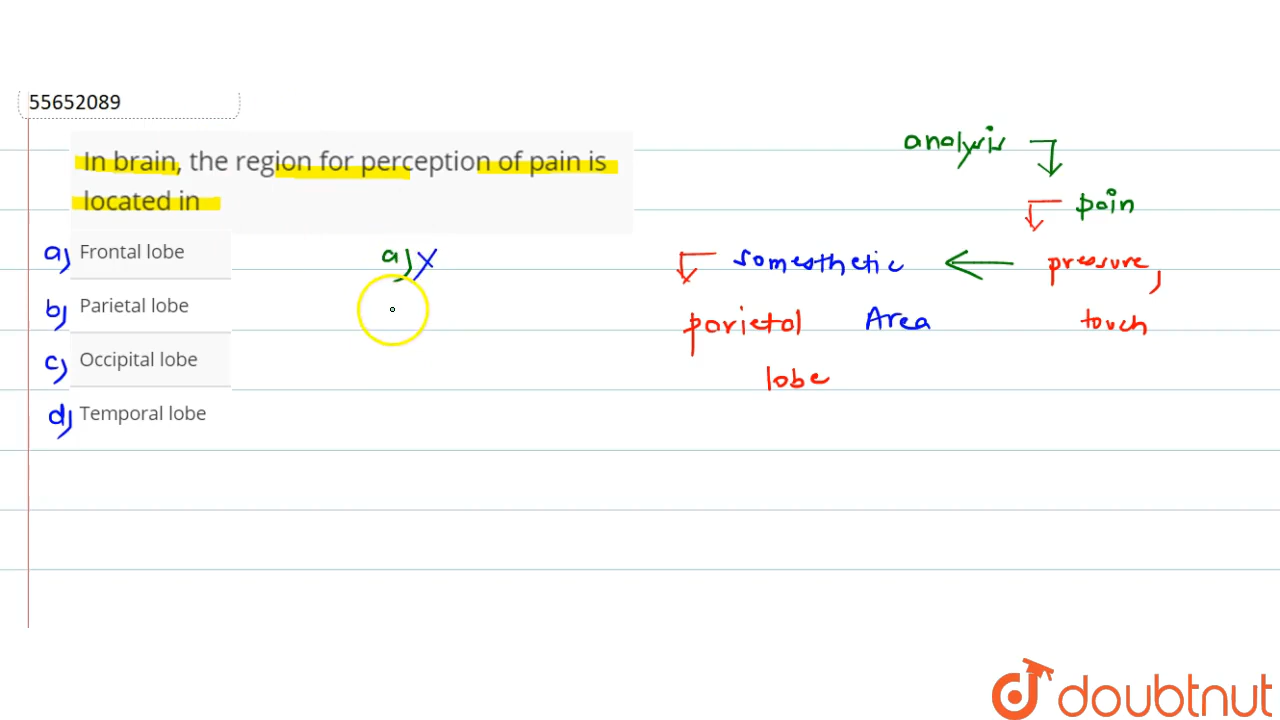 55652089
In brain, the region for perception of pain is
located in
a) Frontal lobe
b) Parietal lobe
c) Occipital lobe
d) Temporal lobe
a) X
analysis
pain
pressure,
touch
somesthetic
Area
parietal
lobe
doubtnut